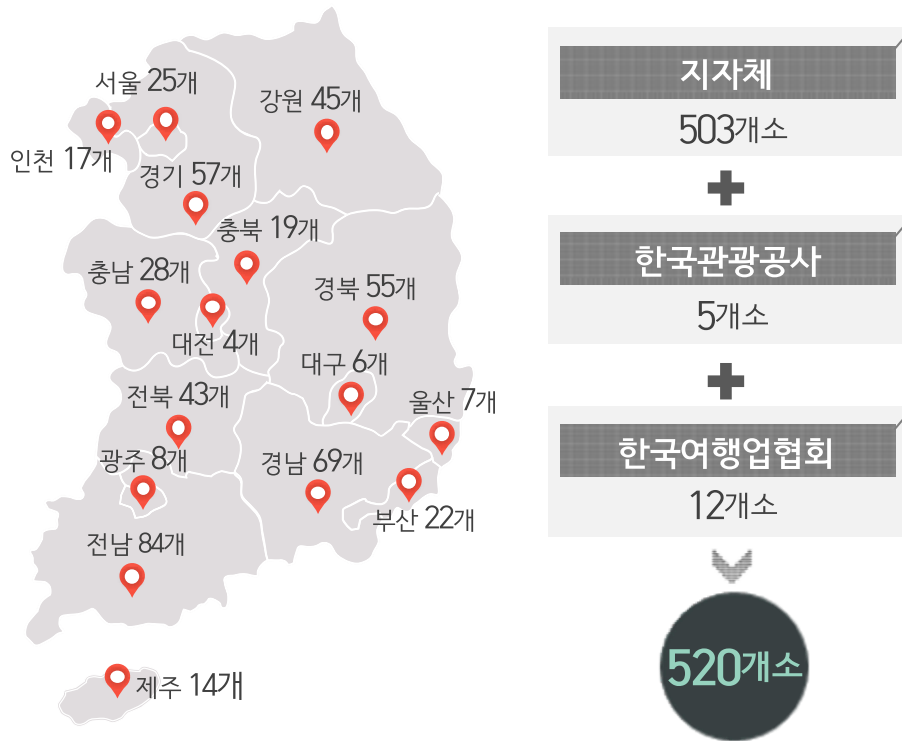 서울 25개
강원 45개
인천 17개
경기 57개
충북 19개
충남 28개
경북 55개
대전 4개
대구 6개
전북 43개
울산 7개
광주 8개
경남 69개
부산 22개
전남 84개
제주 14개
지자체
503개소
한국관광공사
5개소
한국여행업협회
12개소
520개소